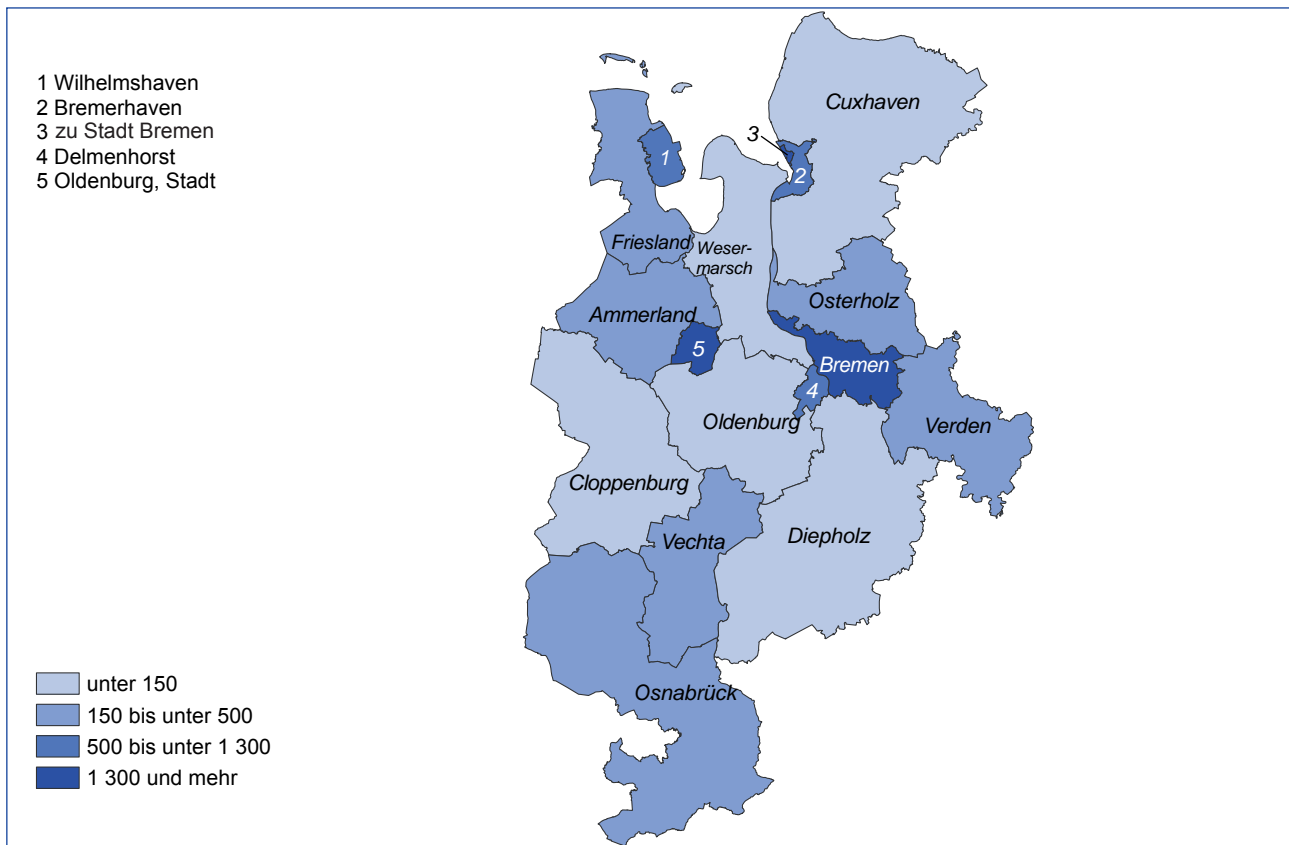 1 Wilhelmshaven
2 Bremerhaven
3 zu Stadt Bremen
4 Delmenhorst
5 Oldenburg, Stadt
Cuxhaven
3
1
2
Friesland
Weser-
marsch
Osterholz
Ammerland
5
Bremen
4
Oldenburg
Verden
Cloppenburg
Diepholz
Vechta
Osnabrück
unter 150
150 bis unter 500
500 bis unter 1 300
1 300 und mehr